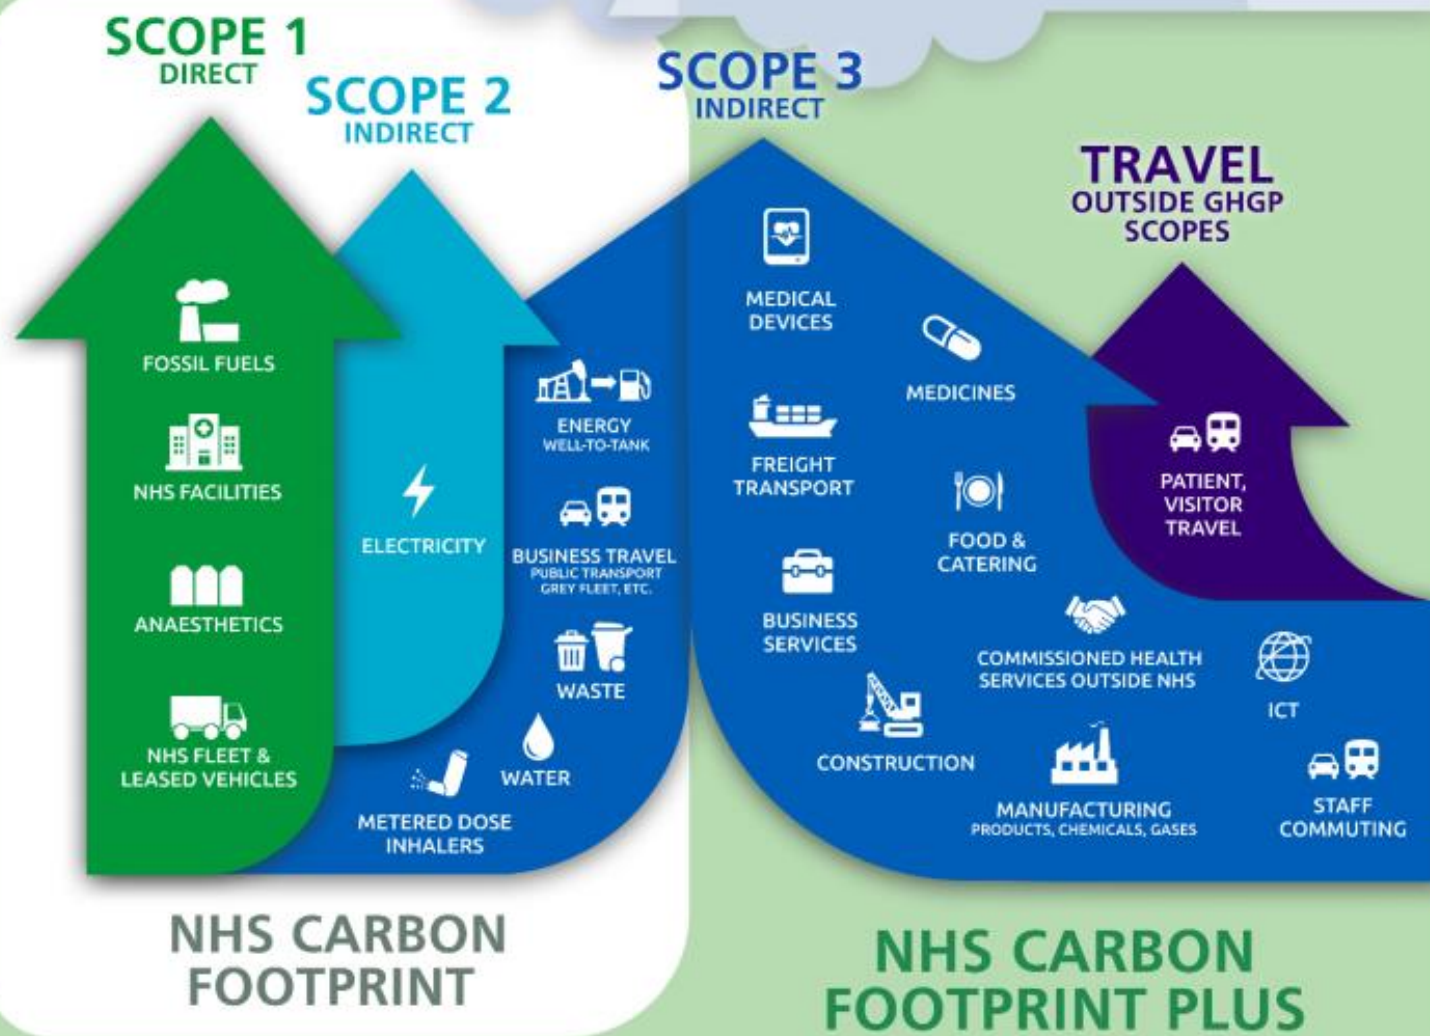 SCOPE 1
DIRECT
FOSSIL FUELS
NHS FACILITIES
ANAESTHETICS
NHS FLEET &
LEASED VEHICLES
SCOPE 2
INDIRECT
ELECTRICITY
SCOPE 3
INDIRECT
ENERGY
WELL-TO-TANK
BUSINESS TRAVEL
PUBLIC TRANSPORT
GREY FLEET, ETC.
WASTE
WATER
METERED DOSE
INHALERS
MEDICAL
DEVICES
MEDICINES
FREIGHT
TRANSPORT
FOOD &
CATERING
BUSINESS
SERVICES
COMMISSIONED HEALTH
SERVICES OUTSIDE NHS
ICT
CONSTRUCTION
MANUFACTURING
PRODUCTS, CHEMICALS, GASES
STAFF
COMMUTING
TRAVEL
OUTSIDE GHGP
SCOPES
PATIENT,
VISITOR
TRAVEL
NHS CARBON
FOOTPRINT
NHS CARBON
FOOTPRINT PLUS